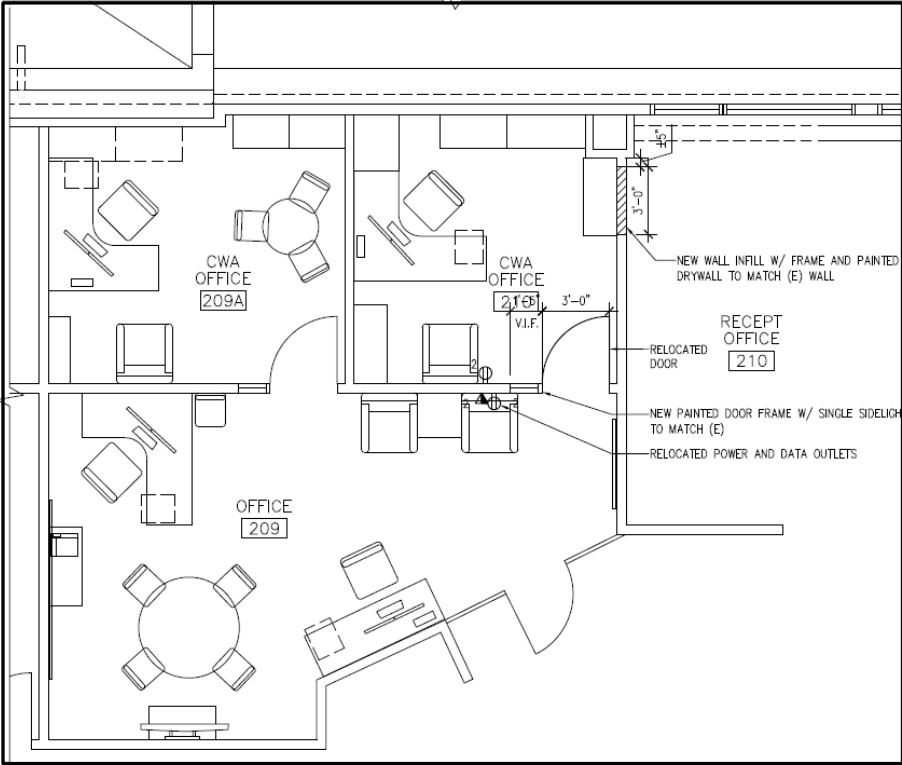 ±5"
3'-0"
NEW WALL INFILL W/ FRAME AND PAINTED
DRYWALL TO MATCH (E) WALL
CWA
OFFICE
209A
CWA
OFFICE
3'-0"
V.I.F.
RECEPT
OFFICE
210
RELOCATED
DOOR
2
NEW PAINTED DOOR FRAME W/ SINGLE SIDELIGH
TO MATCH (E)
2
2
RELOCATED POWER AND DATA OUTLETS
OFFICE
209